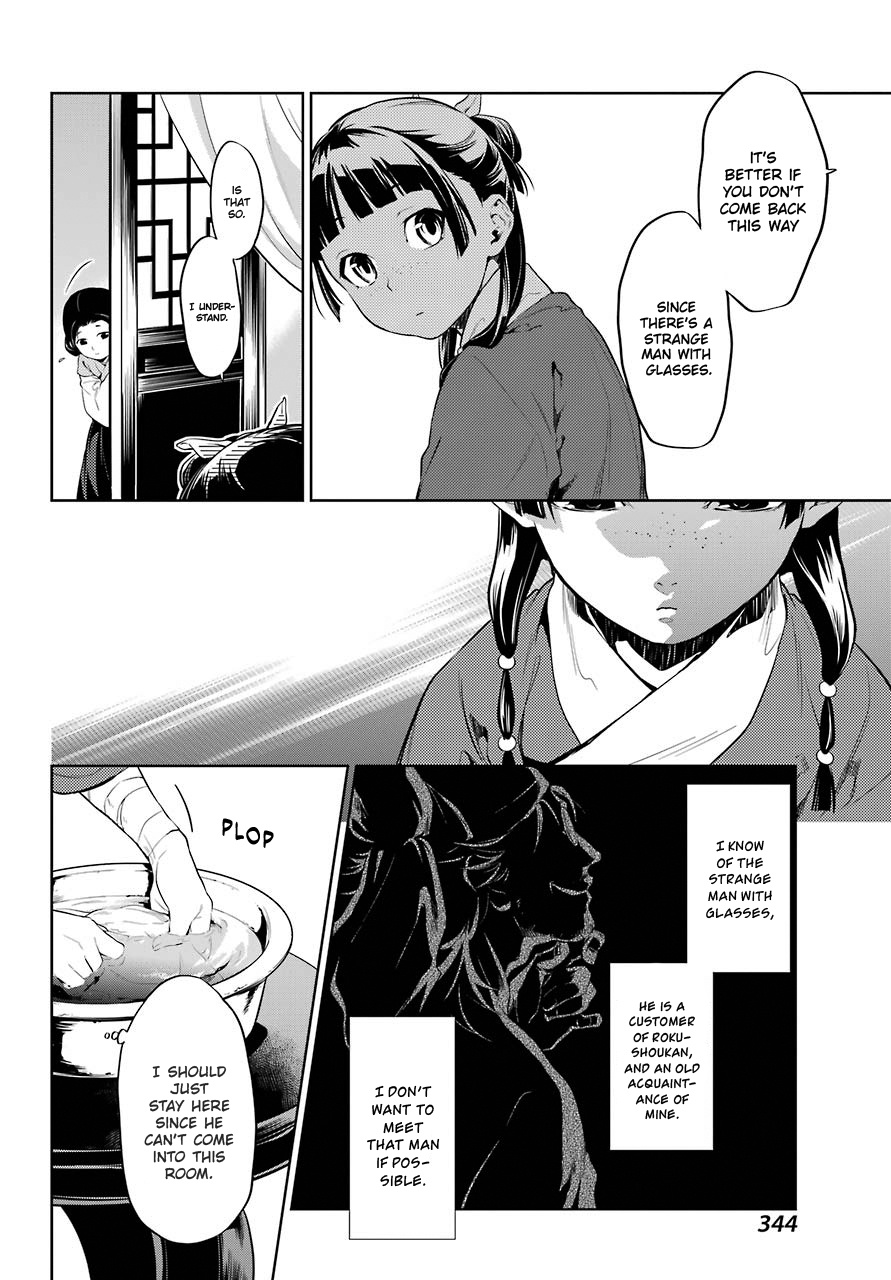 IT'S
BETTER IF
YOU DON'T
COME BACK
THIS WAY
SINCE
THERE'S A
STRANGE
MAN WITH
GLASSES.
IS
THAT
SO.
I UNDER-
STAND.
I KNOW
OF THE
STRANGE
MAN WITH
GLASSES,
HE IS A
CUSTOMER
OF ROKU-
SHOUKAN,
AND AN OLD
ACQUAINT-
ANCE OF
MINE.
I DON'T
WANT TO
MEET
THAT MAN
IF POS-
SIBLE.
PLOP
I SHOULD
JUST
STAY HERE
SINCE HE
CAN'T COME
INTO THIS
ROOM.
344